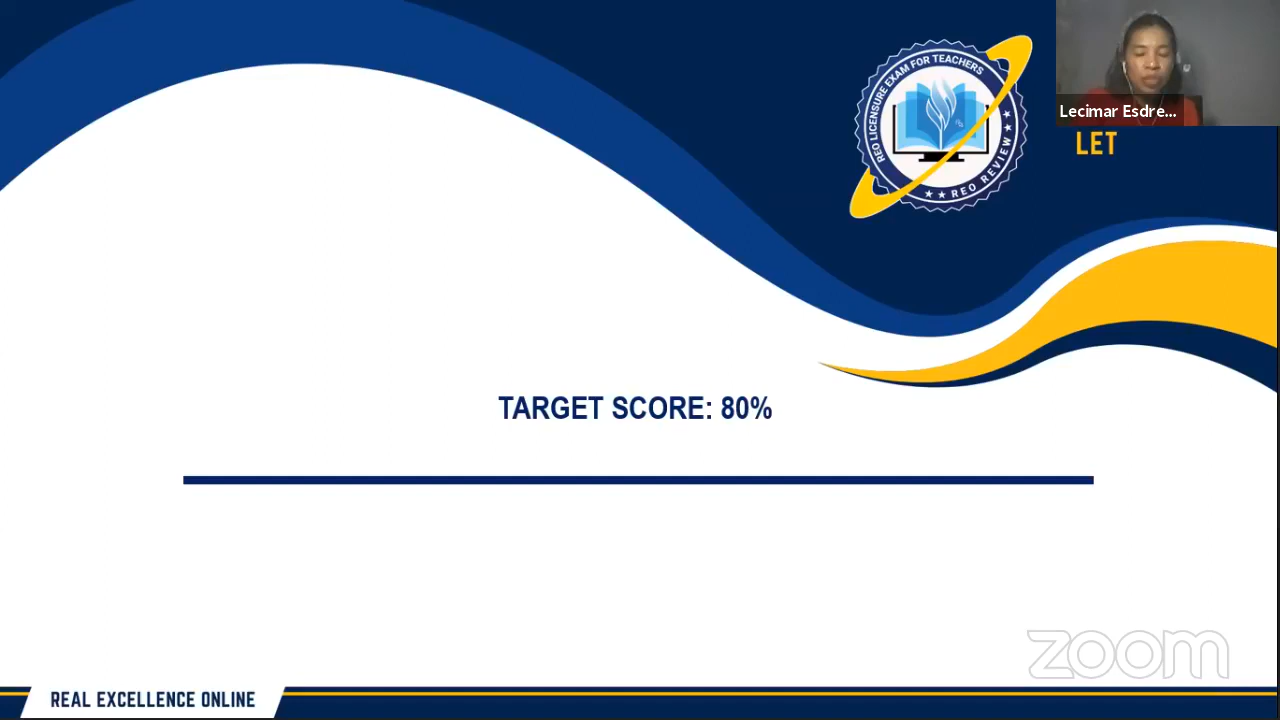 REO LICENSURE EXAM FOR TEACHERS
★ ★ REO REVIEW ★ ★
Lecimar Esdre...
LET
TARGET SCORE: 80%
zoom
REAL EXCELLENCE ONLINE